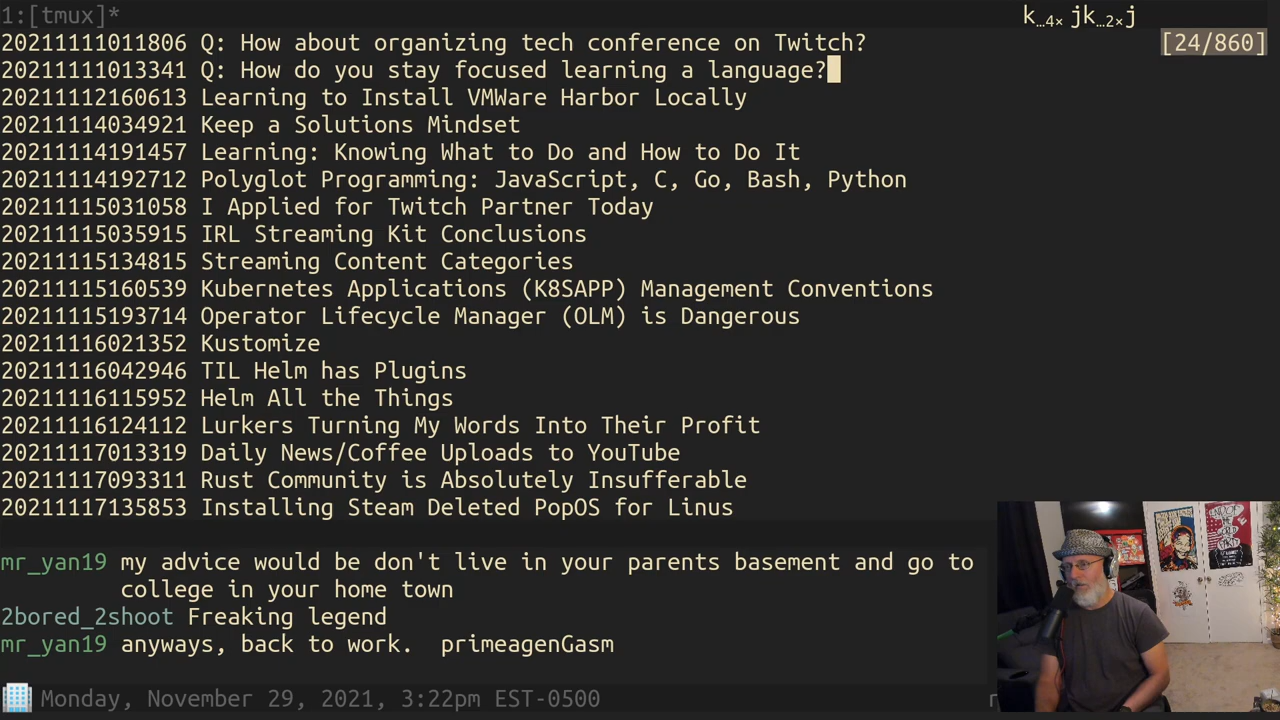 1:[tmux]*
k…4× jk…2×j
20211111011806 Q: How about organizing tech conference on Twitch?
[24/860]
20211111013341 Q: How do you stay focused learning a language?
20211112160613 Learning to Install VMWare Harbor Locally
20211114034921 Keep a Solutions Mindset
20211114191457 Learning: Knowing What to Do and How to Do It
20211114192712 Polyglot Programming: JavaScript, C, Go, Bash, Python
20211115031058 I Applied for Twitch Partner Today
20211115035915 IRL Streaming Kit Conclusions
20211115134815 Streaming Content Categories
20211115160539 Kubernetes Applications (K8SAPP) Management Conventions
20211115193714 Operator Lifecycle Manager (OLM) is Dangerous
20211116021352 Kustomize
20211116042946 TIL Helm has Plugins
20211116115952 Helm All the Things
20211116124112 Lurkers Turning My Words Into Their Profit
20211117013319 Daily News/Coffee Uploads to YouTube
20211117093311 Rust Community is Absolutely Insufferable
20211117135853 Installing Steam Deleted PopOS for Linus
mr_yan19 my advice would be don't live in your parents basement and go to
college in your home town
2bored_2shoot Freaking legend
mr_yan19 anyways, back to work. primeagenGasm
Monday, November 29, 2021, 3:22pm EST-0500